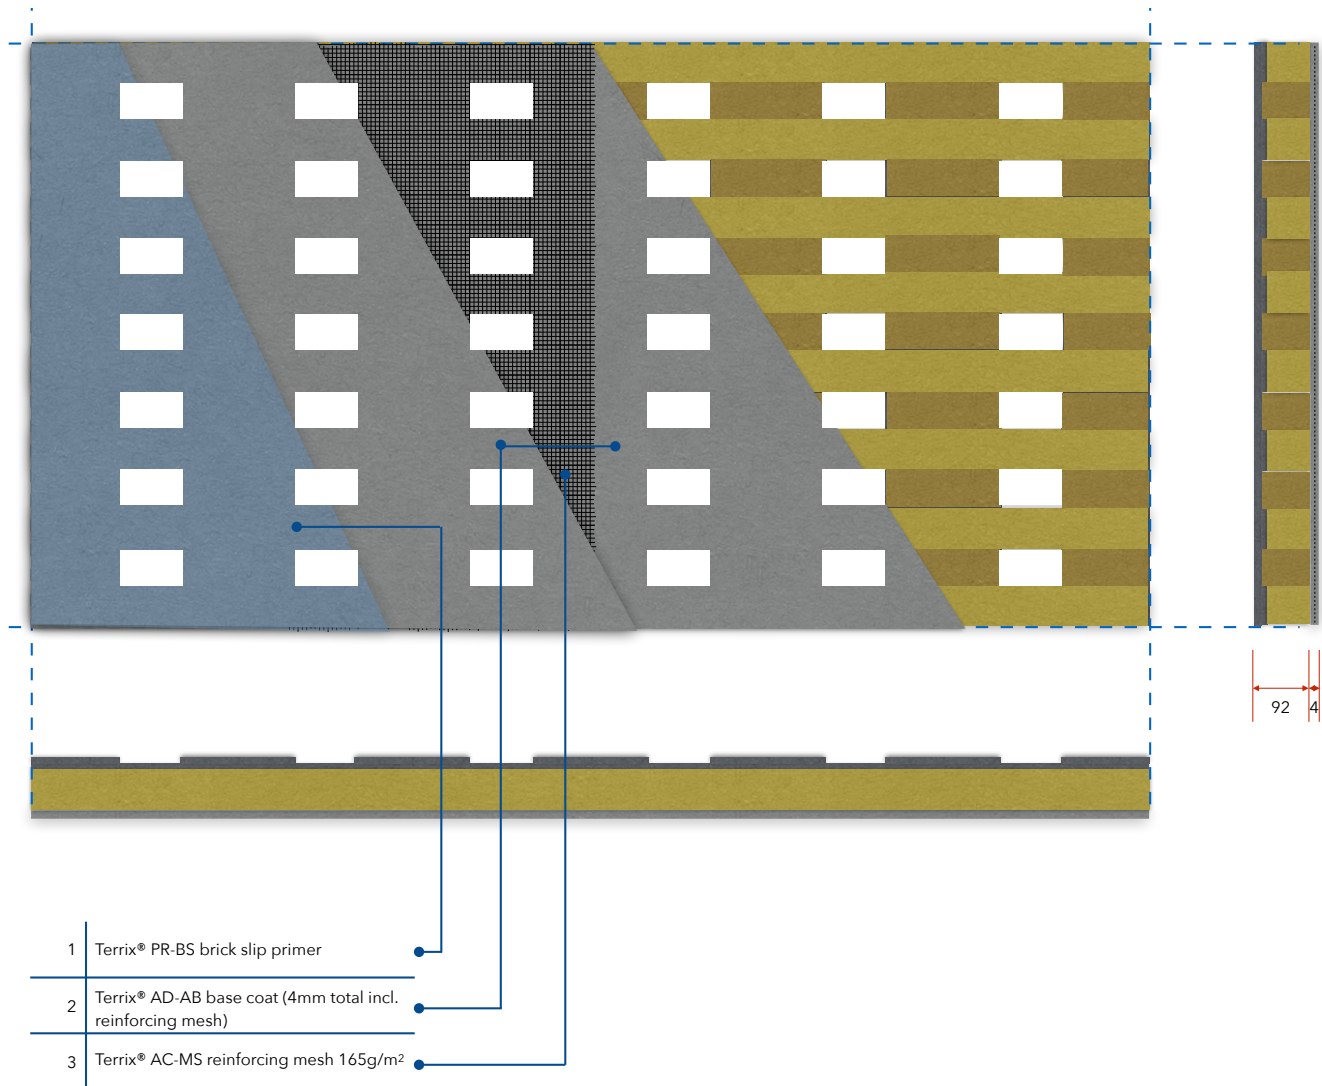 92 4
1 Terrix® PR-BS brick slip primer
2 Terrix® AD-AB base coat (4mm total incl.
reinforcing mesh)
3 Terrix® AC-MS reinforcing mesh 165g/m²